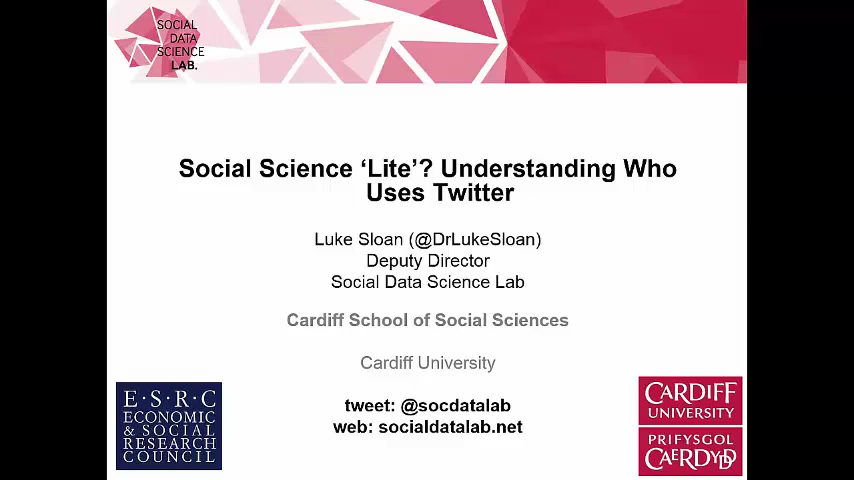 SOCIAL
DATA
SCIENCE
LAB.
Social Science ‘Lite’? Understanding Who
Uses Twitter
Luke Sloan (@DrLukeSloan)
Deputy Director
Social Data Science Lab
Cardiff School of Social Sciences
Cardiff University
tweet: @socdatalab
web: socialdatalab.net
E·S·R·C
ECONOMIC
& SOCIAL
RESEARCH
COUNCIL
CARDIFF
UNIVERSITY
PRIFYSGOL
CAERDYDD